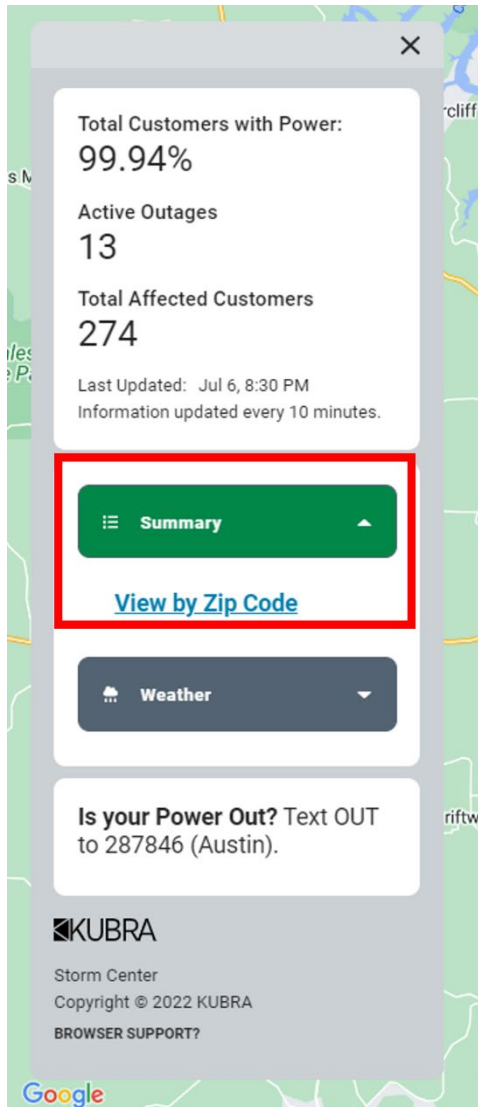 Total Customers with Power:
99.94%
Active Outages
13
Total Affected Customers
274
Last Updated: Jul 6, 8:30 PM
Information updated every 10 minutes.
Summary
View by Zip Code
Weather
Is your Power Out? Text OUT
to 287846 (Austin).
KUBRA
Storm Center
Copyright © 2022 KUBRA
BROWSER SUPPORT?
Google